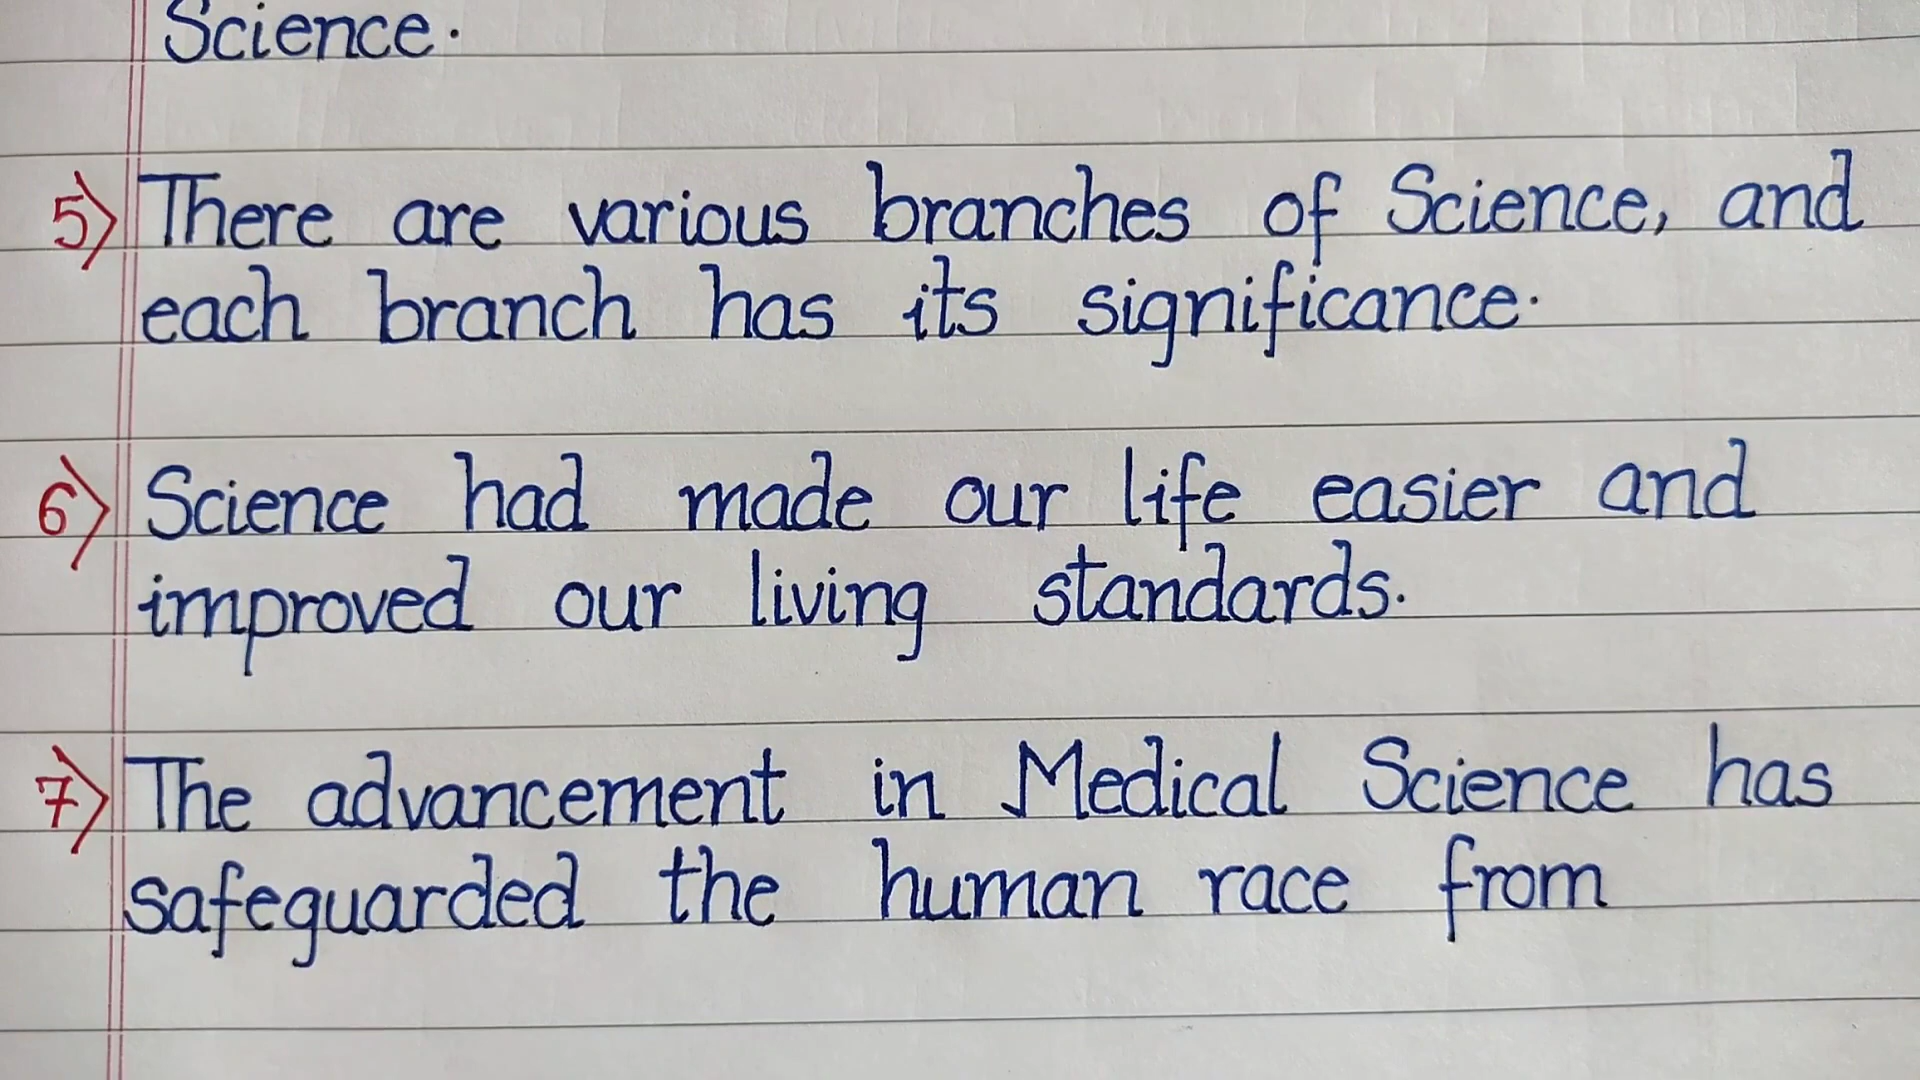 Science.
5) There are various branches of Science, and
each branch has its significance.
6) Science had made our life easier and
improved our living standards.
7) The advancement in Medical Science has
safeguarded the human race from